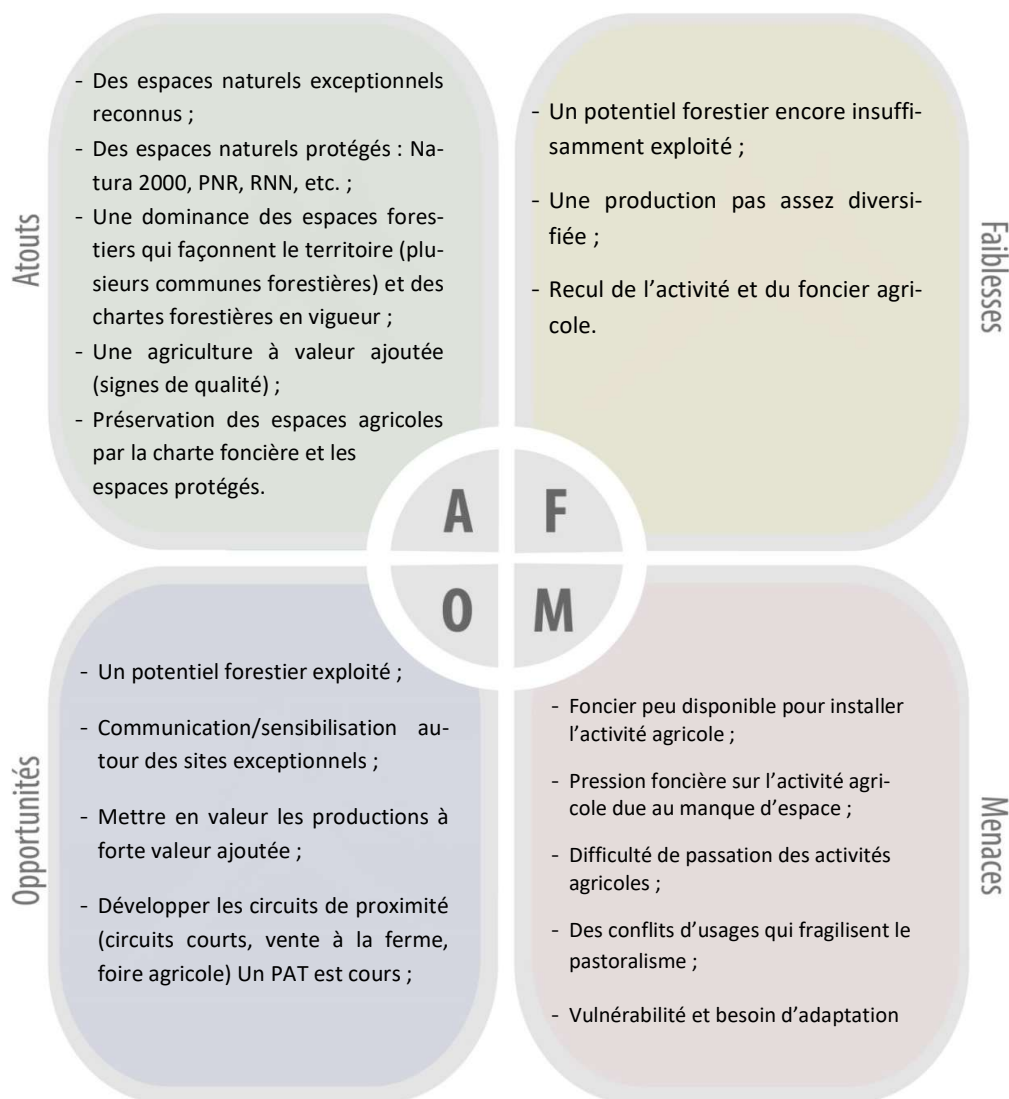 Atouts
- Des espaces naturels exceptionnels
reconnus ;
- Des espaces naturels protégés : Na-
tura 2000, PNR, RNN, etc. ;
- Une dominance des espaces fores-
tiers qui façonnent le territoire (plu-
sieurs communes forestières) et des
chartes forestières en vigueur ;
- Une agriculture à valeur ajoutée
(signes de qualité) ;
- Préservation des espaces agricoles
par la charte foncière et les
espaces protégés.
Faiblesses
- Un potentiel forestier encore insuffi-
samment exploité ;
- Une production pas assez diversi-
fiée ;
- Recul de l’activité et du foncier agri-
cole.
A F
O M
Opportunités
- Un potentiel forestier exploité ;
- Communication/sensibilisation au-
tour des sites exceptionnels ;
- Mettre en valeur les productions à
forte valeur ajoutée ;
- Développer les circuits de proximité
(circuits courts, vente à la ferme,
foire agricole) Un PAT est cours ;
Menaces
- Foncier peu disponible pour installer
l’activité agricole ;
- Pression foncière sur l’activité agri-
cole due au manque d’espace ;
- Difficulté de passation des activités
agricoles ;
- Des conflits d’usages qui fragilisent le
pastoralisme ;
- Vulnérabilité et besoin d’adaptation